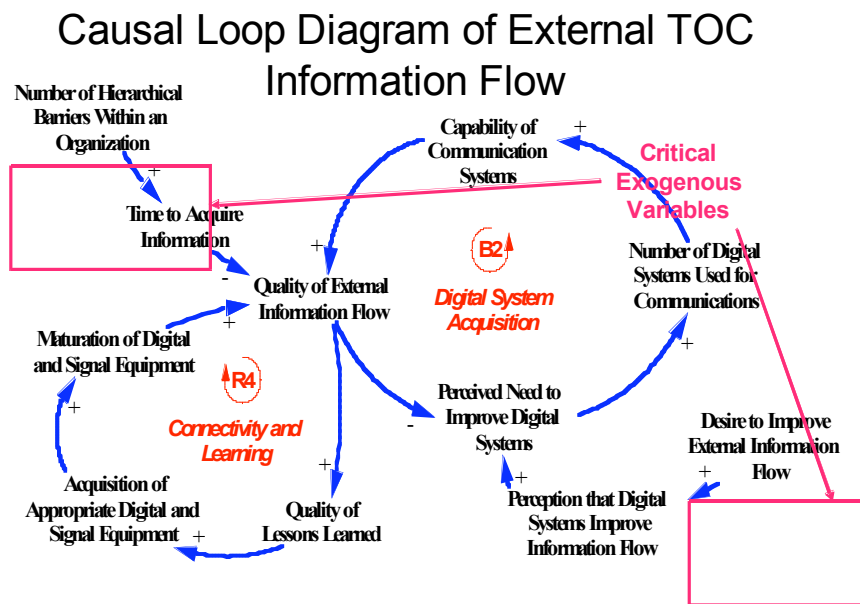 Causal Loop Diagram of External TOC
Information Flow
Number of Hierarchical
Barriers Within an
Organization
+
Capability of
Communication
Systems
+
Critical
Exogenous
Variables
Time to Acquire
Information
-
+
B2
Digital System
Acquisition
Number of Digital
Systems Used for
Communications
+
Quality of External
Information Flow
+
Maturation of Digital
and Signal Equipment
+
R4
Connectivity and
Learning
Perceived Need to
Improve Digital
Systems
-
+
Desire to Improve
External Information
Flow
+
Acquisition of
Appropriate Digital and
Signal Equipment
+
Quality of
Lessons Learned
+
Perception that Digital
Systems Improve
Information Flow